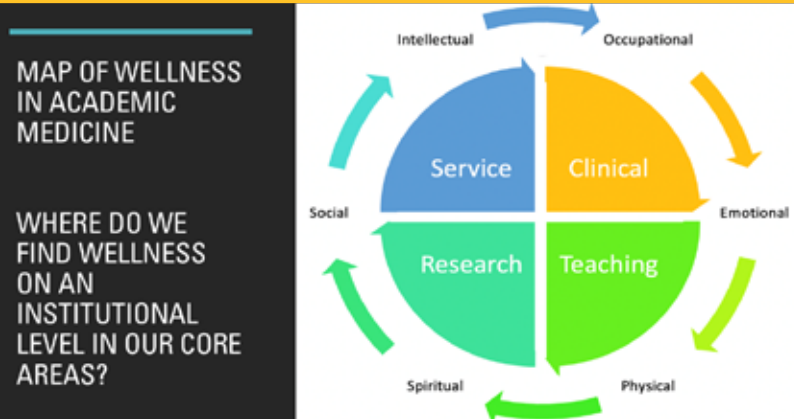 MAP OF WELLNESS
IN ACADEMIC
MEDICINE
WHERE DO WE
FIND WELLNESS
ON AN
INSTITUTIONAL
LEVEL IN OUR CORE
AREAS?
Intellectual
Occupational
Service
Clinical
Social
Emotional
Research
Teaching
Spiritual
Physical